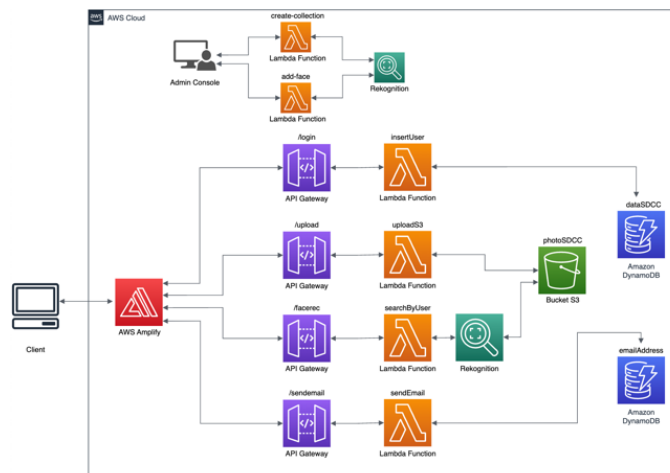 aws
AWS Cloud
create-collection
Lambda Function
Admin Console
add-face
Lambda Function
Rekognition
/login
API Gateway
insertUser
Lambda Function
dataSDCC
Amazon
DynamoDB
/upload
API Gateway
uploadS3
Lambda Function
photoSDCC
Bucket S3
Client
AWS Amplify
/facerec
API Gateway
searchByUser
Lambda Function
Rekognition
/sendemail
API Gateway
sendEmail
Lambda Function
emailAddress
Amazon
DynamoDB